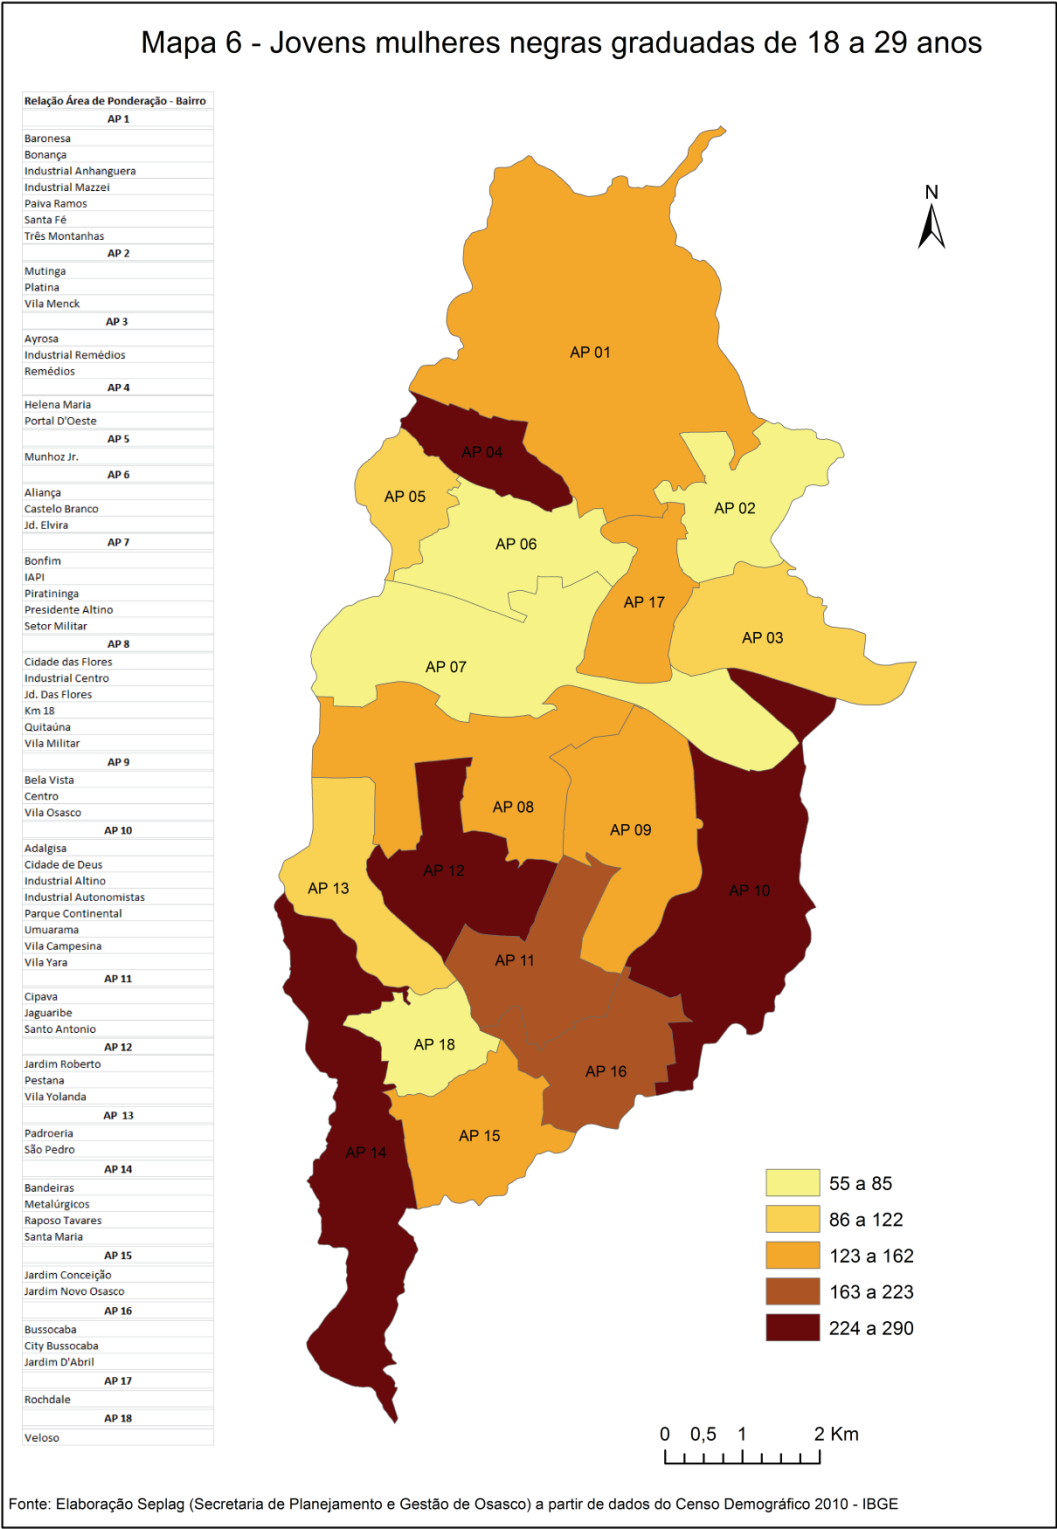 Mapa 6 - Jovens mulheres negras graduadas de 18 a 29 anos
Relação Área de Ponderação - Bairro
AP 1
Baronesa
Bonança
Industrial Anhanguera
Industrial Mazzei
Paiva Ramos
Santa Fé
Três Montanhas
AP 2
Mutinga
Platina
Vila Menck
AP 3
Ayrosa
Industrial Remédios
Remédios
AP 4
Helena Maria
Portal D'Oeste
AP 5
Munhoz Jr.
AP 6
Aliança
Castelo Branco
Jd. Elvira
AP 7
Bonfim
IAPI
Piratininga
Presidente Altino
Setor Militar
AP 8
Cidade das Flores
Industrial Centro
Jd. Das Flores
Km 18
Quitaúna
Vila Militar
AP 9
Bela Vista
Centro
Vila Osasco
AP 10
Adalgisa
Cidade de Deus
Industrial Altino
Industrial Autonomistas
Parque Continental
Umuarama
Vila Campesina
Vila Yara
AP 11
Cipava
Jaguaribe
Santo Antonio
AP 12
Jardim Roberto
Pestana
Vila Yolanda
AP 13
Padroeria
São Pedro
AP 14
Bandeiras
Metalúrgicos
Raposo Tavares
Santa Maria
AP 15
Jardim Conceição
Jardim Novo Osasco
AP 16
Bussocaba
City Bussocaba
Jardim D'Abril
AP 17
Rochdale
AP 18
Veloso
N
AP 01
AP 04
AP 05
AP 02
AP 06
AP 17
AP 03
AP 07
AP 08
AP 09
AP 12
AP 13
AP 10
AP 11
AP 18
AP 16
AP 15
AP 14
55 a 85
86 a 122
123 a 162
163 a 223
224 a 290
0 0,5 1 2 Km
Fonte: Elaboração Seplag (Secretaria de Planejamento e Gestão de Osasco) a partir de dados do Censo Demográfico 2010 - IBGE